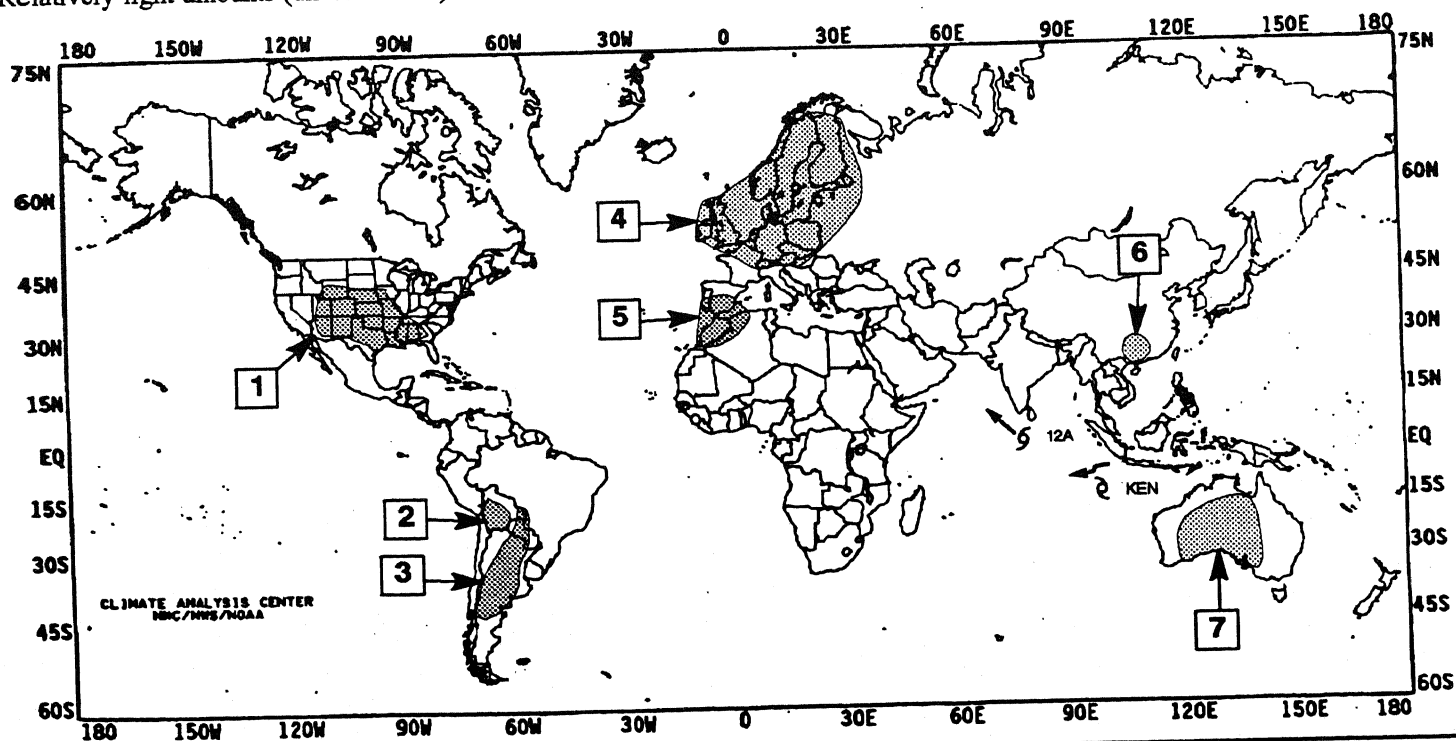 Relatively light amounts
180 150W 120W 90W 60W 30W 0 30E 60E 90E 120E 150E 180
75N 75N
60N 60N
4
6
45N 45N
5
30N 30N
1
15N 15N
12A
EQ EQ
KEN
15S 15S
2
30S 30S
3
CLIMATE ANALYSIS CENTER
NMC/NWS/NOAA
45S 45S
7
60S 60S
180 150W 120W 90W 60W 30W 0 30E 60E 90E 120E 150E 180